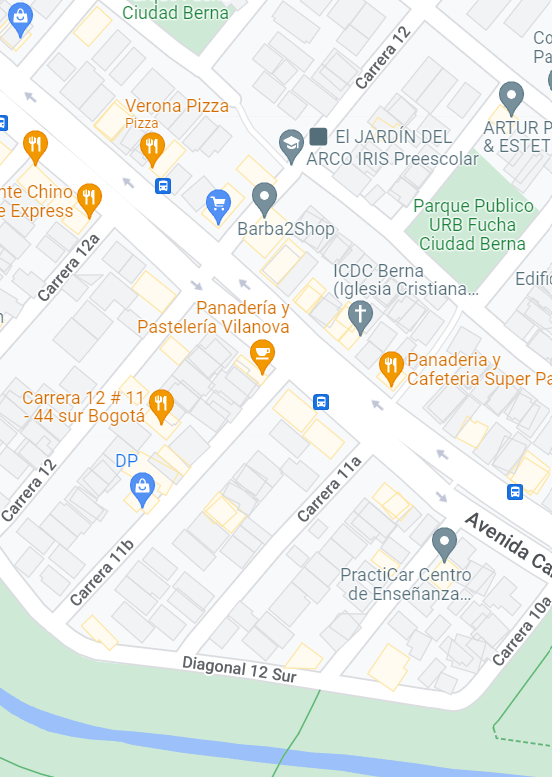 Ciudad Berna
Carrera 12
Co
Pa
Verona Pizza
Pizza
El JARDÍN DEL
ARCO IRIS Preescolar
ARTUR P
& ESTET
nte Chino
e Express
Parque Publico
URB Fucha
Ciudad Berna
Barba2Shop
Carrera 12a
ICDC Berna
(Iglesia Cristiana...
Edific
Panadería y
Pastelería Vilanova
n
Panaderia y
Cafeteria Super Pa
Carrera 12 # 11
- 44 sur Bogotá
DP
Carrera 12
Carrera 11a
Avenida Ca
Carrera 11b
PractiCar Centro
de Enseñanza...
Carrera 10a
Diagonal 12 Sur